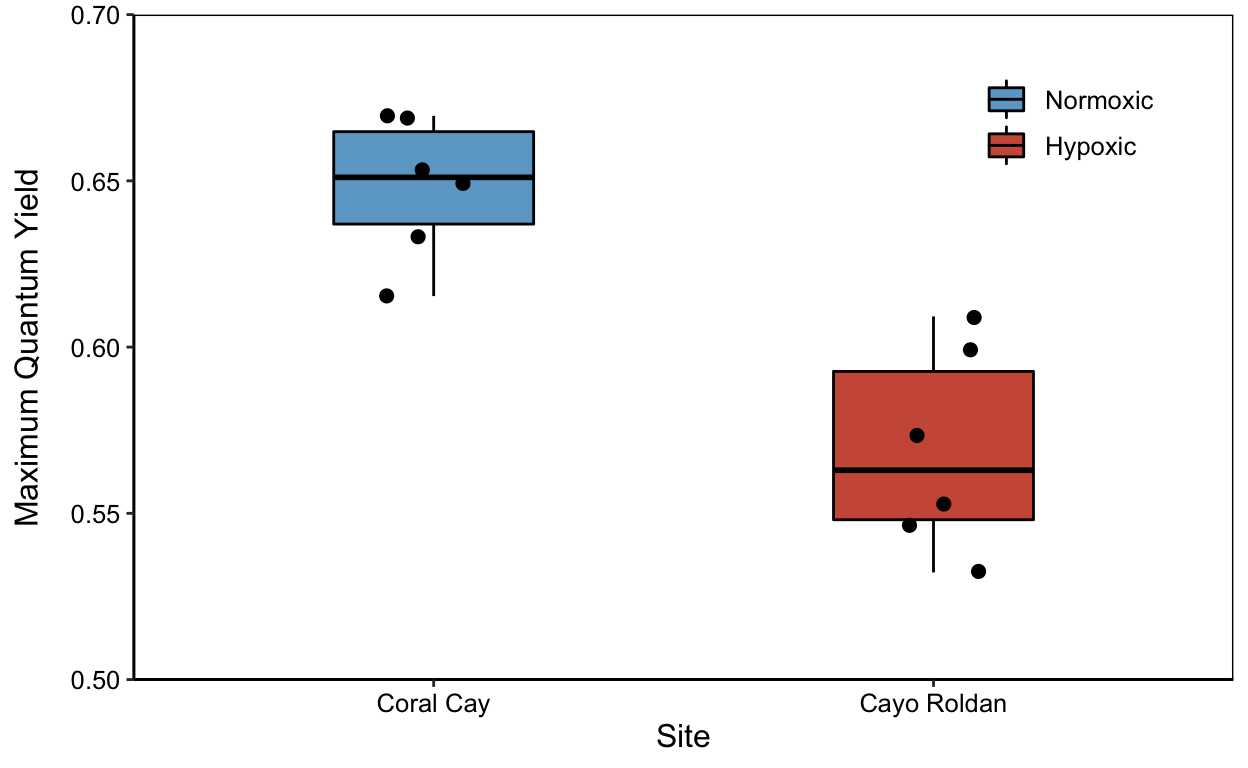 0.70
0.65
0.60
0.55
0.50
Maximum Quantum Yield
Normoxic
Hypoxic
Coral Cay
Cayo Roldan
Site